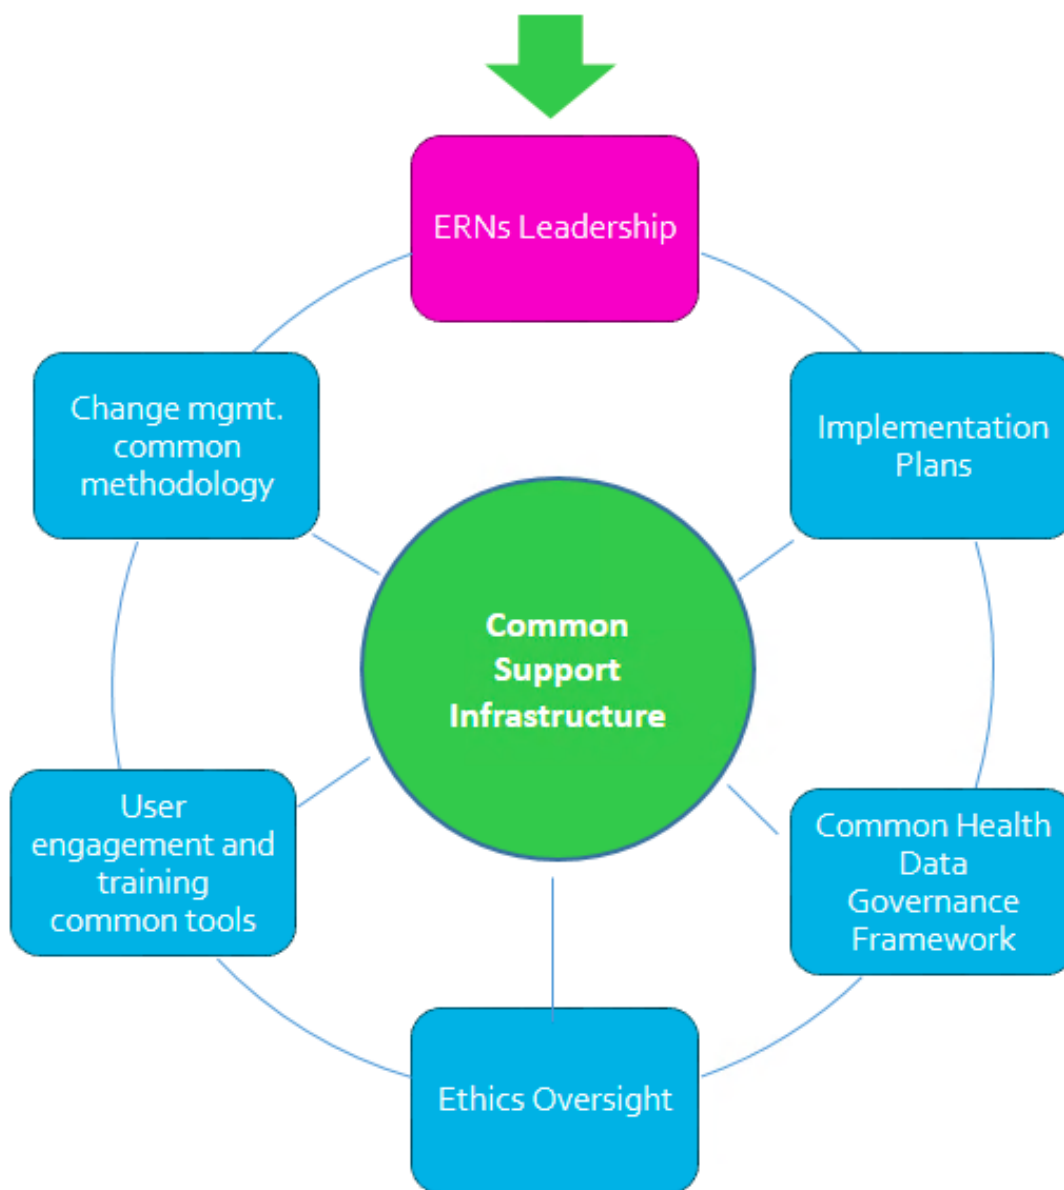 ERNs Leadership
Change mgmt.
common
methodology
Implementation
Plans
Common
Support
Infrastructure
User
engagement and
training
common tools
Common Health
Data
Governance
Framework
Ethics Oversight